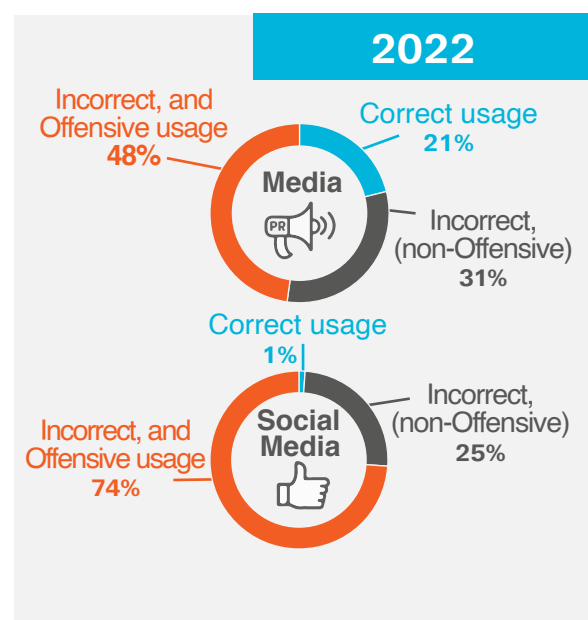 2022
Incorrect, and
Offensive usage
48%
Correct usage
21%
Media
PR
Incorrect,
(non-Offensive)
31%
Correct usage
1%
Incorrect, and
Offensive usage
74%
Social
Media
Incorrect,
(non-Offensive)
25%